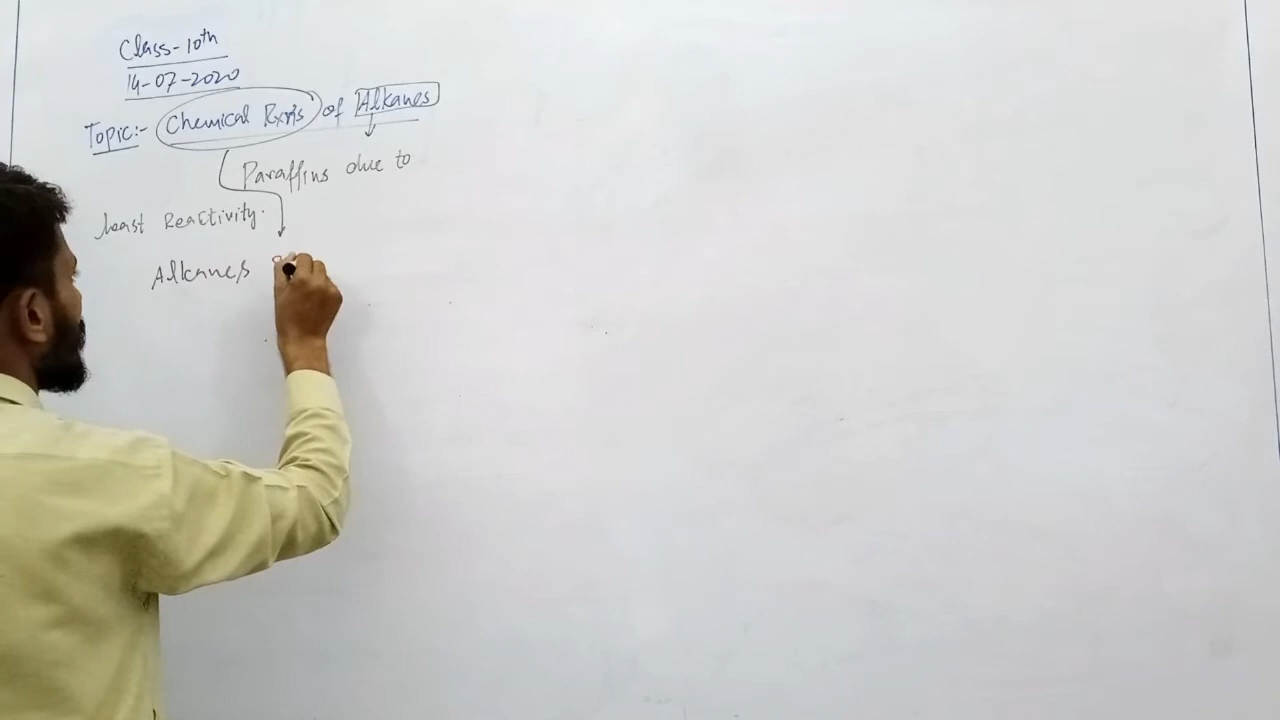 Class-10th
14-07-2020
Topic:- Chemical Rxns of Alkanes
Paraffins due to
least Reactivity.
Alkanes